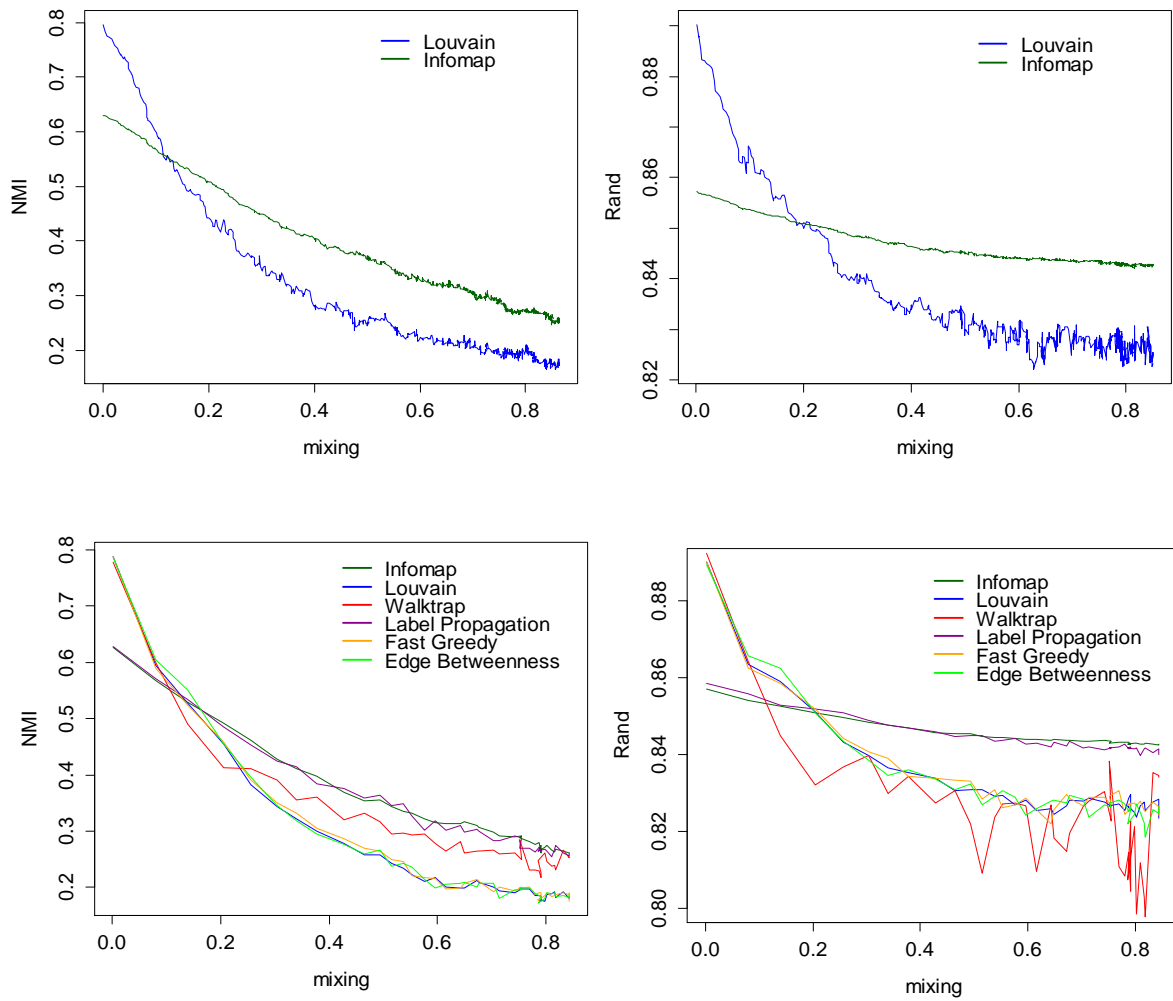 Louvain
Infomap
0.8
0.7
0.6
0.5
0.4
0.3
0.2
NMI
0.0 0.2 0.4 0.6 0.8
mixing
Louvain
Infomap
0.88
0.86
0.84
0.82
Rand
0.0 0.2 0.4 0.6 0.8
mixing
Infomap
Louvain
Walktrap
Label Propagation
Fast Greedy
Edge Betweenness
0.8
0.7
0.6
0.5
0.4
0.3
0.2
NMI
0.0 0.2 0.4 0.6 0.8
mixing
Infomap
Louvain
Walktrap
Label Propagation
Fast Greedy
Edge Betweenness
0.88
0.86
0.84
0.82
0.80
Rand
0.0 0.2 0.4 0.6 0.8
mixing